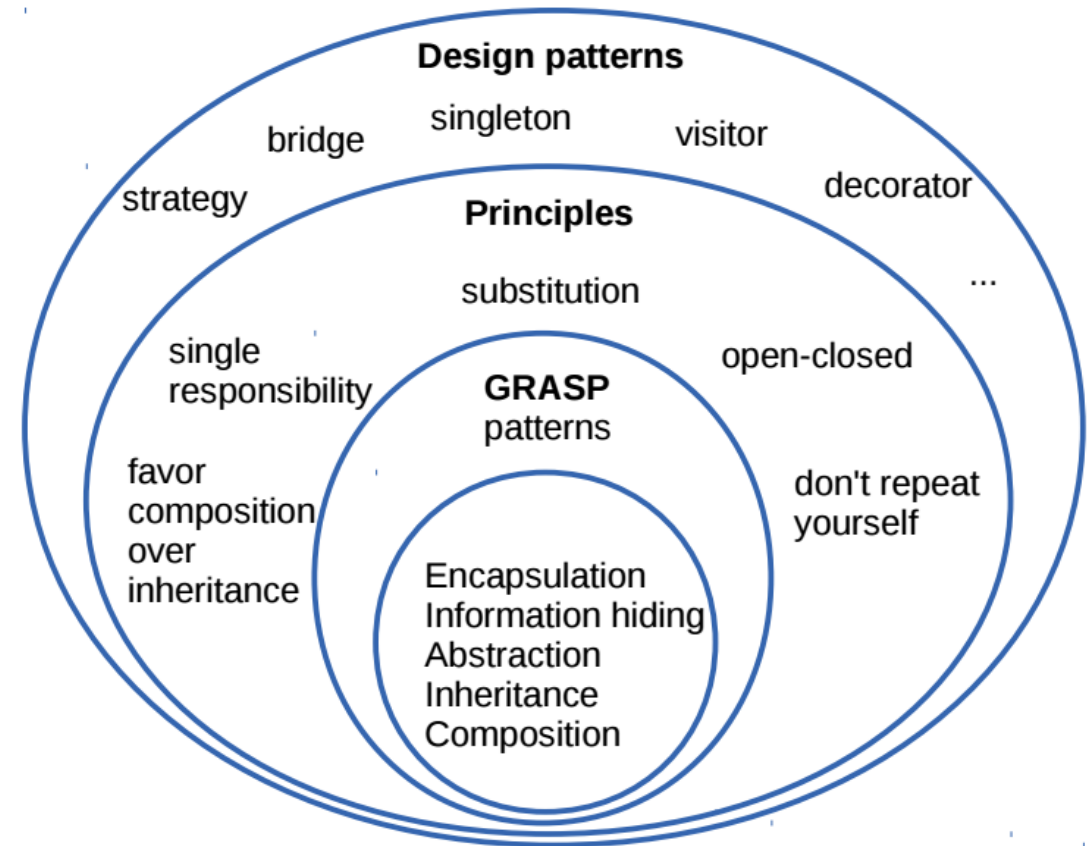 Design patterns
singleton
bridge
visitor
strategy
decorator
Principles
...
substitution
single
responsibility
open-closed
GRASP
patterns
favor
composition
over
inheritance
don't repeat
yourself
Encapsulation
Information hiding
Abstraction
Inheritance
Composition